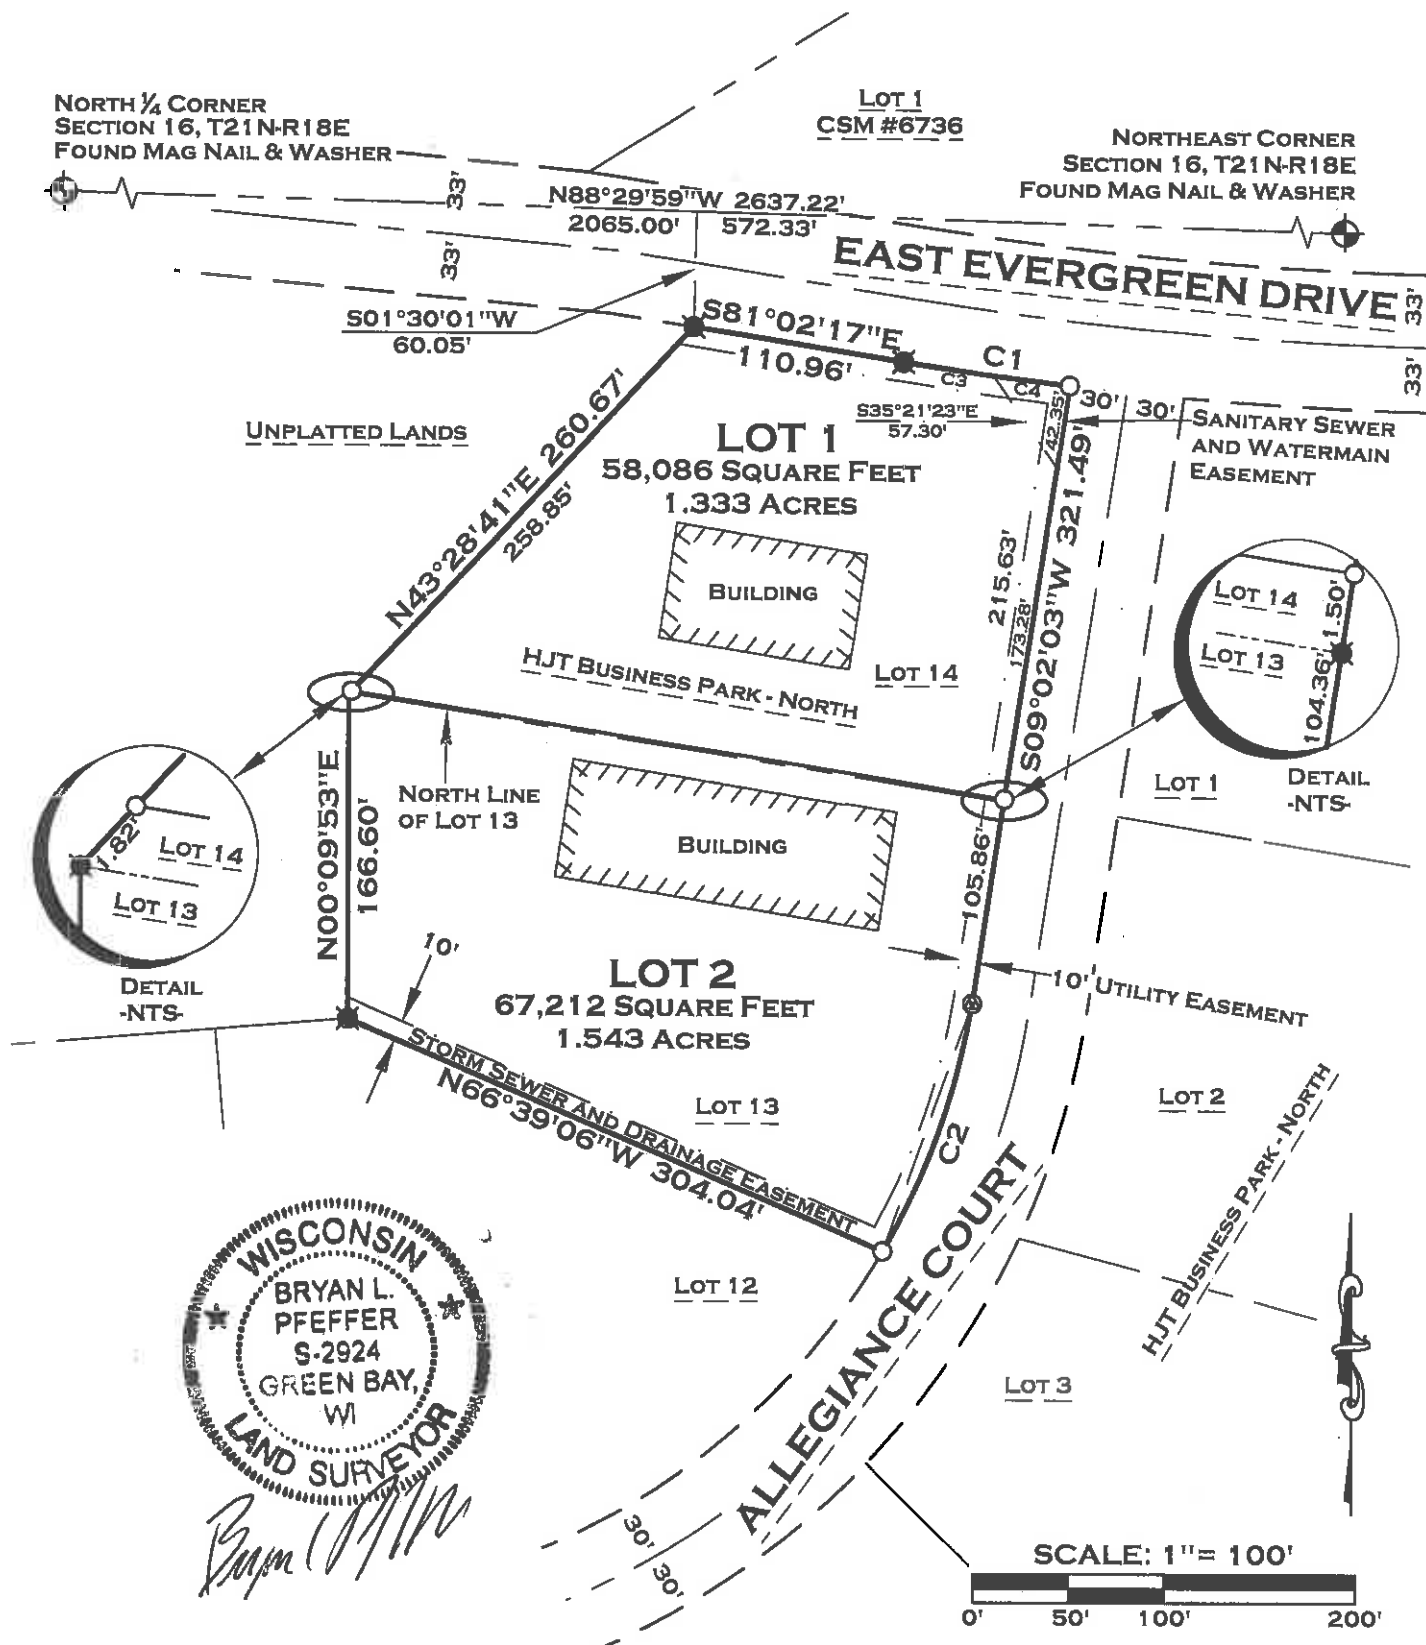 LOT 1
CSM #6736
NORTH ¼ CORNER
SECTION 16, T21N-R18E
FOUND MAG NAIL & WASHER
NORTHEAST CORNER
SECTION 16, T21N-R18E
FOUND MAG NAIL & WASHER
33'
33'
N88°29'59"W 2637.22'
2065.00'
572.33'
EAST EVERGREEN DRIVE
33'
33'
S01°30'01"W
60.05'
S81°02'17"E
110.96'
C1
C3
C4
S35°21'23"E
57.30'
42.35'
30'
30'
SANITARY SEWER
AND WATERMAIN
EASEMENT
UNPLATTED LANDS
N43°28'41"E 260.67'
258.85'
LOT 1
58,086 SQUARE FEET
1.333 ACRES
BUILDING
215.63'
173.28'
S09°02'03"W 321.49'
HJT BUSINESS PARK - NORTH
LOT 14
LOT 14
LOT 13
1.50'
104.36'
DETAIL
-NTS-
LOT 1
NORTH LINE
OF LOT 13
N00°09'53"E
166.60'
1.82'
LOT 14
LOT 13
DETAIL
-NTS-
BUILDING
105.86'
10'
LOT 2
67,212 SQUARE FEET
1.543 ACRES
10' UTILITY EASEMENT
STORM SEWER AND DRAINAGE EASEMENT
N66°39'06"W 304.04'
LOT 13
C2
LOT 2
HJT BUSINESS PARK - NORTH
LOT 12
ALLEGIANCE COURT
LOT 3
30'
30'
WISCONSIN
BRYAN L.
PFEFFER
S-2924
GREEN BAY,
WI
LAND SURVEYOR
SCALE: 1"= 100'
0'
50'
100'
200'